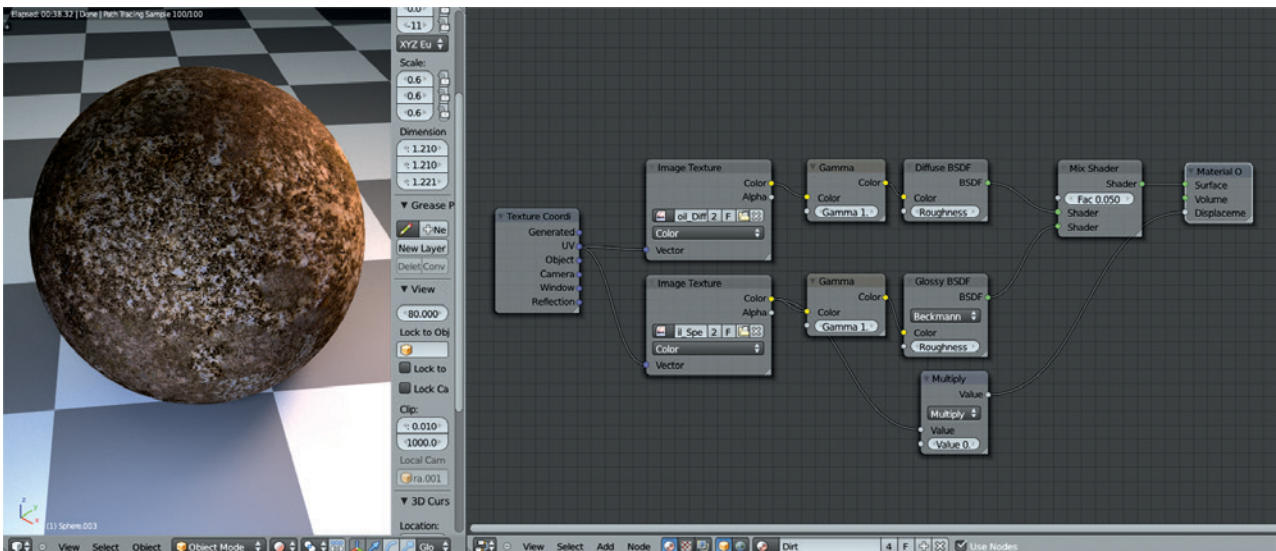 Elapsed: 00:38.32 | Done | Path Tracing Sample 100/100
-11
XYZ Eu
Scale:
0.6
0.6
0.6
Dimension
: 1.210
: 1.210
: 1.221
Grease P
Ne
New Layer
Delet Conv
View
80.000
Lock to Obj
Lock to
Lock Ca
Clip:
: 0.010
1000.0
Local Cam
ra.001
3D Curs
Location:
(1) Sphere.003
z
y
x
View Select Object Object Mode Glo
Texture Coordi
Generated
UV
Object
Camera
Window
Reflection
Image Texture
Color
Alpha
oil_Diff 2 F
Color
Vector
Image Texture
Color
Alpha
il_Spe 2 F
Color
Vector
Gamma
Color
Color
Gamma 1.
Gamma
Color
Color
Gamma 1.
Diffuse BSDF
BSDF
Color
Roughness
Glossy BSDF
BSDF
Beckmann
Color
Roughness
Multiply
Value
Multiply
Value
Value 0.
Mix Shader
Shader
Fac 0.050
Shader
Shader
Material O
Surface
Volume
Displaceme
View Select Add Node Dirt 4 F Use Nodes